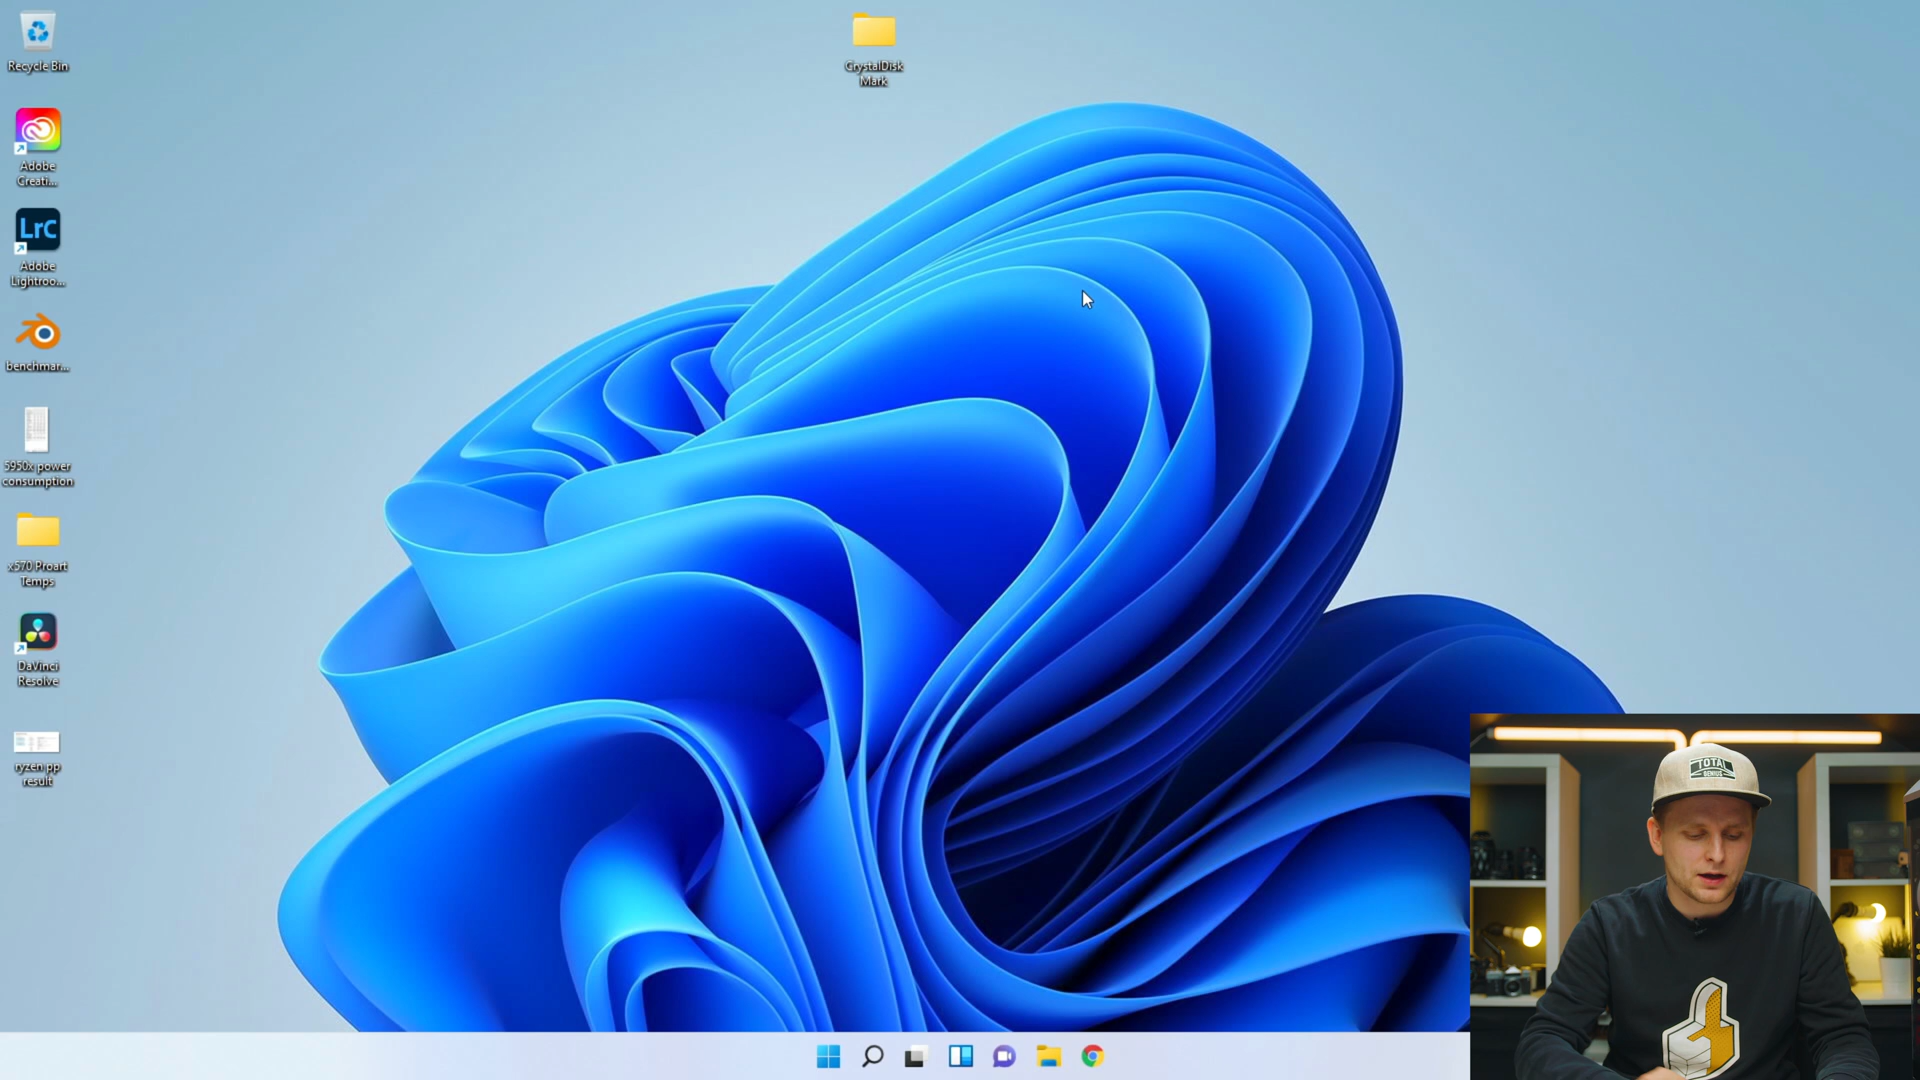 Recycle Bin
CrystalDisk
Mark
Adobe
Creati...
LrC
Adobe
Lightroo...
benchmar...
5950x power
consumption
x570 Proart
Temps
DaVinci
Resolve
ryzen pp
result
TOTAL
GENIUS